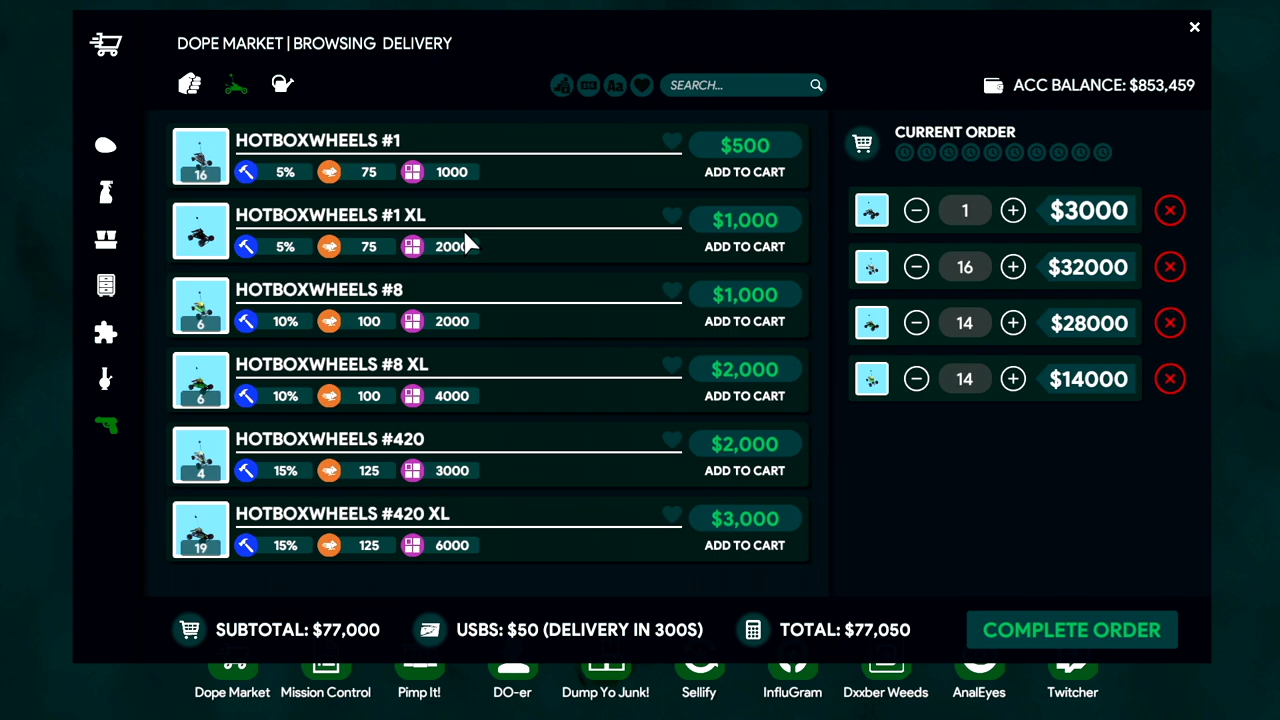 DOPE MARKET | BROWSING DELIVERY
Aa
SEARCH...
ACC BALANCE: $853,459
HOTBOXWHEELS #1
$500
16
5%
75
1000
ADD TO CART
HOTBOXWHEELS #1 XL
$1,000
5%
75
2000
ADD TO CART
HOTBOXWHEELS #8
$1,000
6
10%
100
2000
ADD TO CART
HOTBOXWHEELS #8 XL
$2,000
6
10%
100
4000
ADD TO CART
HOTBOXWHEELS #420
$2,000
4
15%
125
3000
ADD TO CART
HOTBOXWHEELS #420 XL
$3,000
19
15%
125
6000
ADD TO CART
CURRENT ORDER
1
$3000
16
$32000
14
$28000
14
$14000
SUBTOTAL: $77,000
USBS: $50 (DELIVERY IN 300S)
TOTAL: $77,050
COMPLETE ORDER
Dope Market
Mission Control
Pimp It!
DO-er
Dump Yo Junk!
Sellify
InfluGram
Dxxber Weeds
AnalEyes
Twitcher